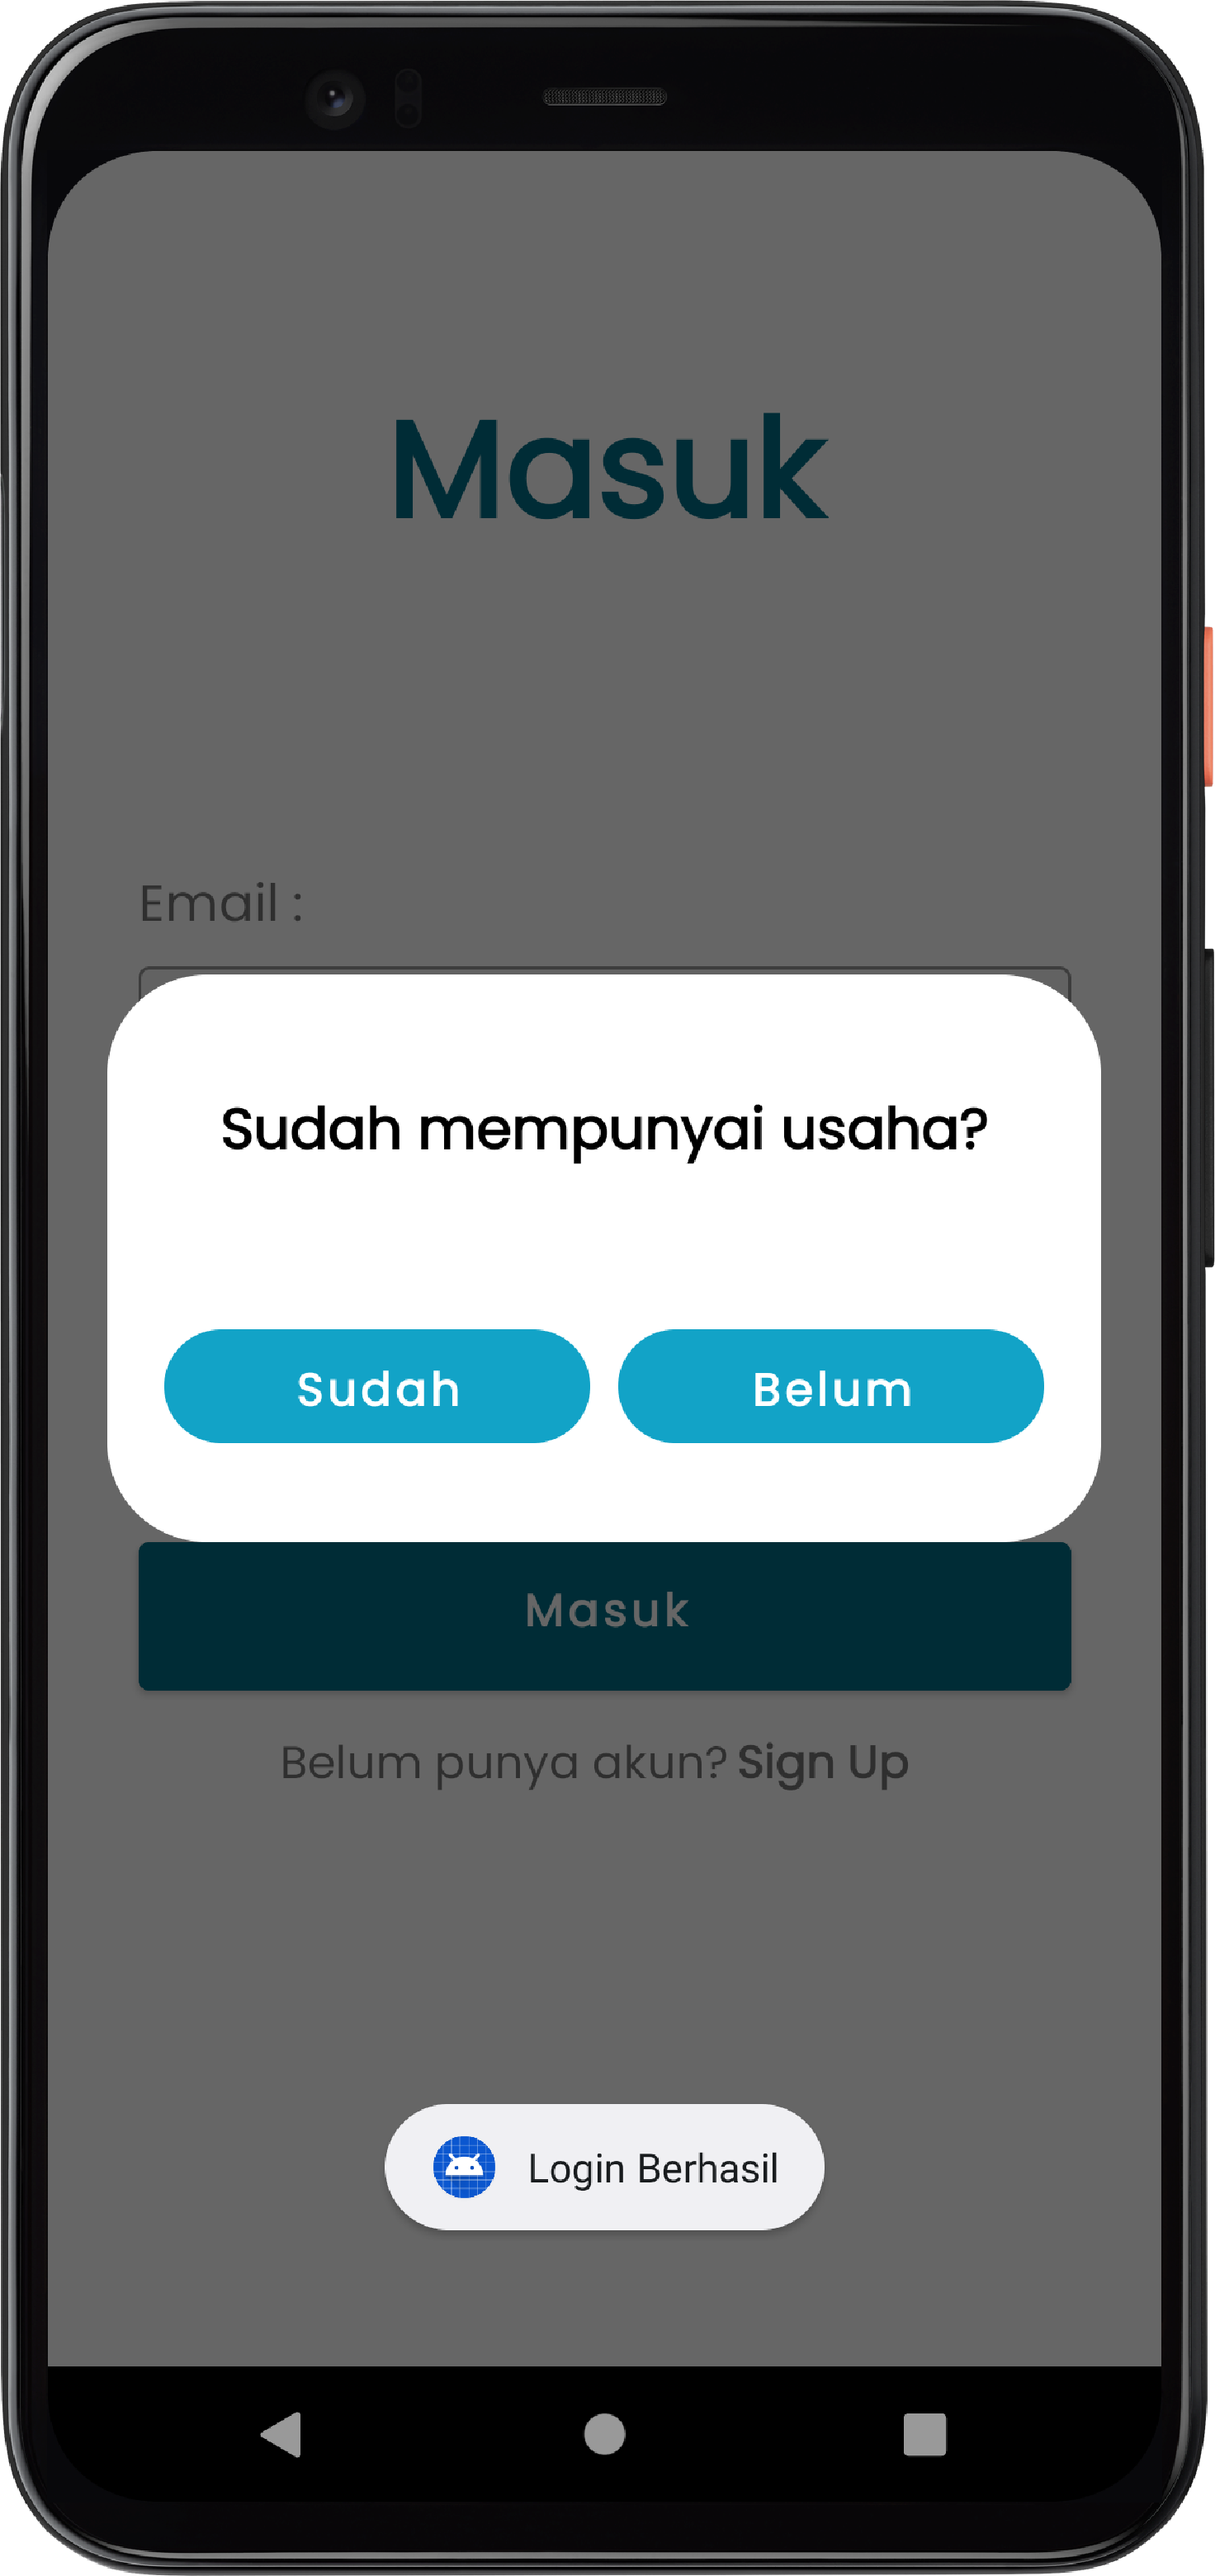 Masuk
Email :
Sudah mempunyai usaha?
Sudah
Belum
Masuk
Belum punya akun? Sign Up
Login Berhasil